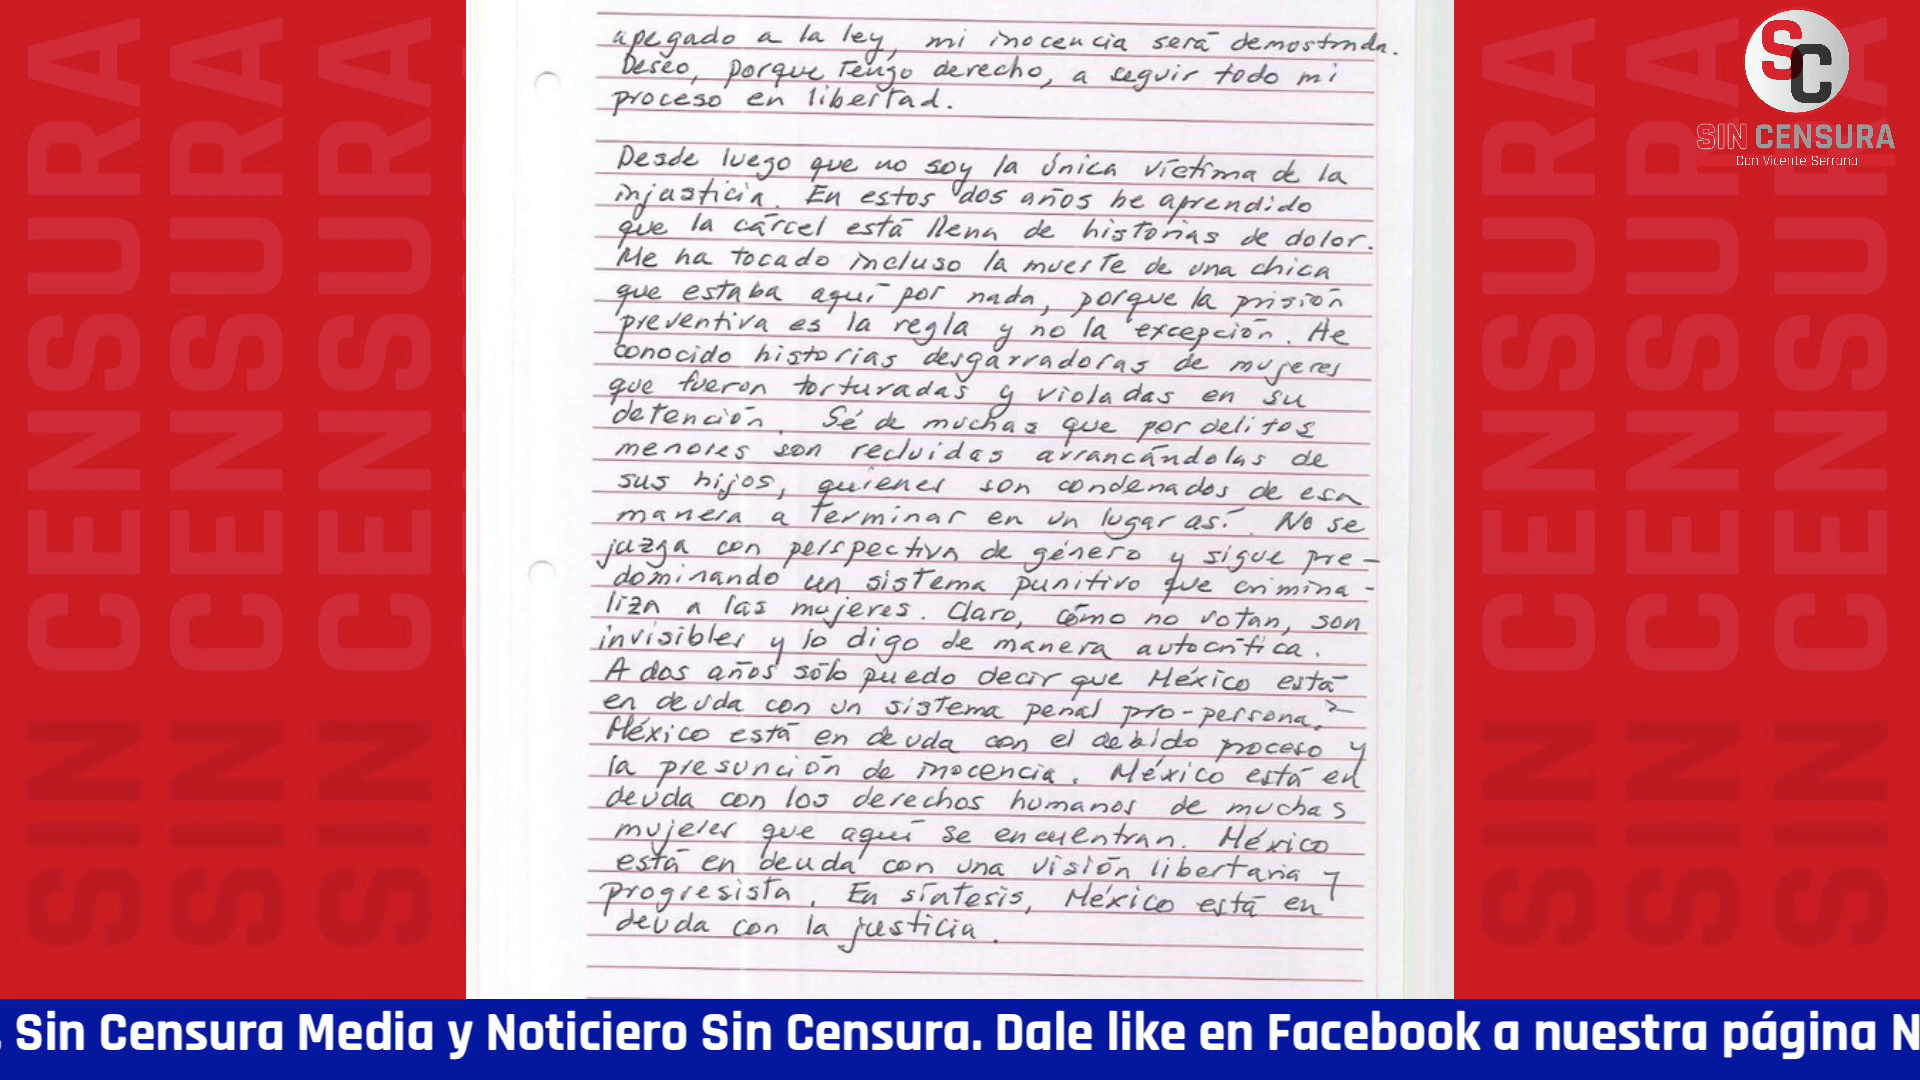 apegado a la ley, mi inocencia será demostrada.
Deseo, porque tengo derecho, a seguir todo mi
proceso en libertad.
Desde luego que no soy la única víctima de la
injusticia. En estos dos años he aprendido
que la cárcel está llena de historias de dolor.
Me ha tocado incluso la muerte de una chica
que estaba aquí por nada, porque la prisión
preventiva es la regla y no la excepción. He
conocido historias desgarradoras de mujeres
que fueron torturadas y violadas en su
detención. Sé de muchas que por delitos
menores son recluidas arrancándolas de
sus hijos, quienes son condenados de esa
manera a terminar en un lugar así. No se
juzga con perspectiva de género y sigue pre-
dominando un sistema punitivo que crimina-
liza a las mujeres. Claro, cómo no votan, son
invisibles y lo digo de manera autocrítica.
A dos años sólo puedo decir que México está
en deuda con un sistema penal pro-persona.
México está en deuda con el debido proceso y
la presunción de inocencia. México está en
deuda con los derechos humanos de muchas
mujeres que aquí se encuentran. México
está en deuda con una visión libertaria y
progresista. En síntesis, México está en
deuda con la justicia.
SC
SIN CENSURA
Con Vicente Serrano
SIN CENSURA
SIN CENSURA
SIN CENSURA
SIN CENSURA
SIN CENSURA
SIN CENSURA
. Sin Censura Media y Noticiero Sin Censura. Dale like en Facebook a nuestra página N